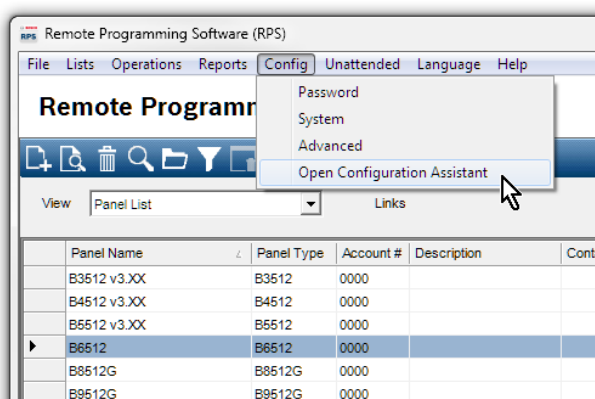 RPS Remote Programming Software (RPS)
File Lists Operations Reports Config Unattended Language Help
Remote Programm
Password
System
Advanced
Open Configuration Assistant
View Panel List Links
Panel Name Panel Type Account # Description Cont
B3512 v3.XX B3512 0000
B4512 v3.XX B4512 0000
B5512 v3.XX B5512 0000
B6512 B6512 0000
B8512G B8512G 0000
B9512G B9512G 0000